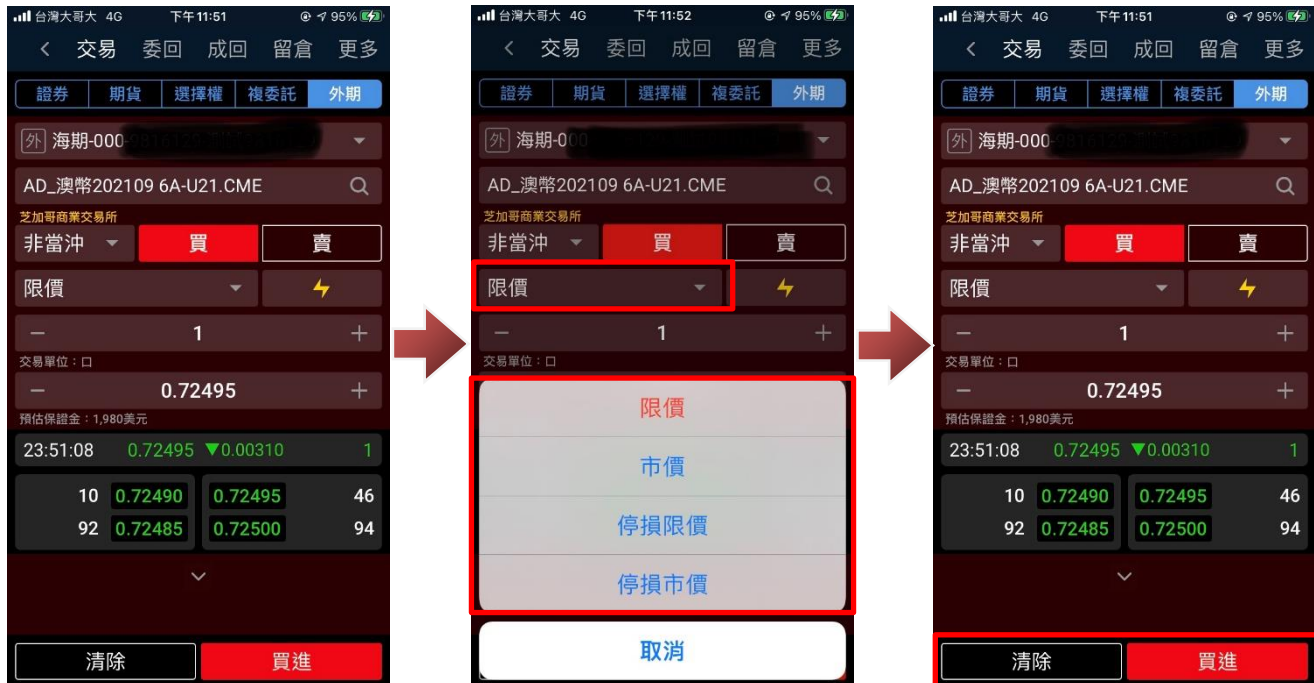 台灣大哥大 4G 下午11:51 95%
交易 委回 成回 留倉 更多
證券 期貨 選擇權 複委託 外期
外 海期-000-
AD_澳幣202109 6A-U21.CME
芝加哥商業交易所
非當沖 買 賣
限價
− 1 +
交易單位：口
− 0.72495 +
預估保證金：1,980美元
23:51:08 0.72495 ▼0.00310 1
10 0.72490 0.72495 46
92 0.72485 0.72500 94
清除 買進
台灣大哥大 4G 下午11:52 95%
交易 委回 成回 留倉 更多
證券 期貨 選擇權 複委託 外期
外 海期-000
AD_澳幣202109 6A-U21.CME
芝加哥商業交易所
非當沖 買 賣
限價
− 1 +
交易單位：口
限價
市價
停損限價
停損市價
取消
台灣大哥大 4G 下午11:51 95%
交易 委回 成回 留倉 更多
證券 期貨 選擇權 複委託 外期
外 海期-000-
AD_澳幣202109 6A-U21.CME
芝加哥商業交易所
非當沖 買 賣
限價
− 1 +
交易單位：口
− 0.72495 +
預估保證金：1,980美元
23:51:08 0.72495 ▼0.00310 1
10 0.72490 0.72495 46
92 0.72485 0.72500 94
清除 買進